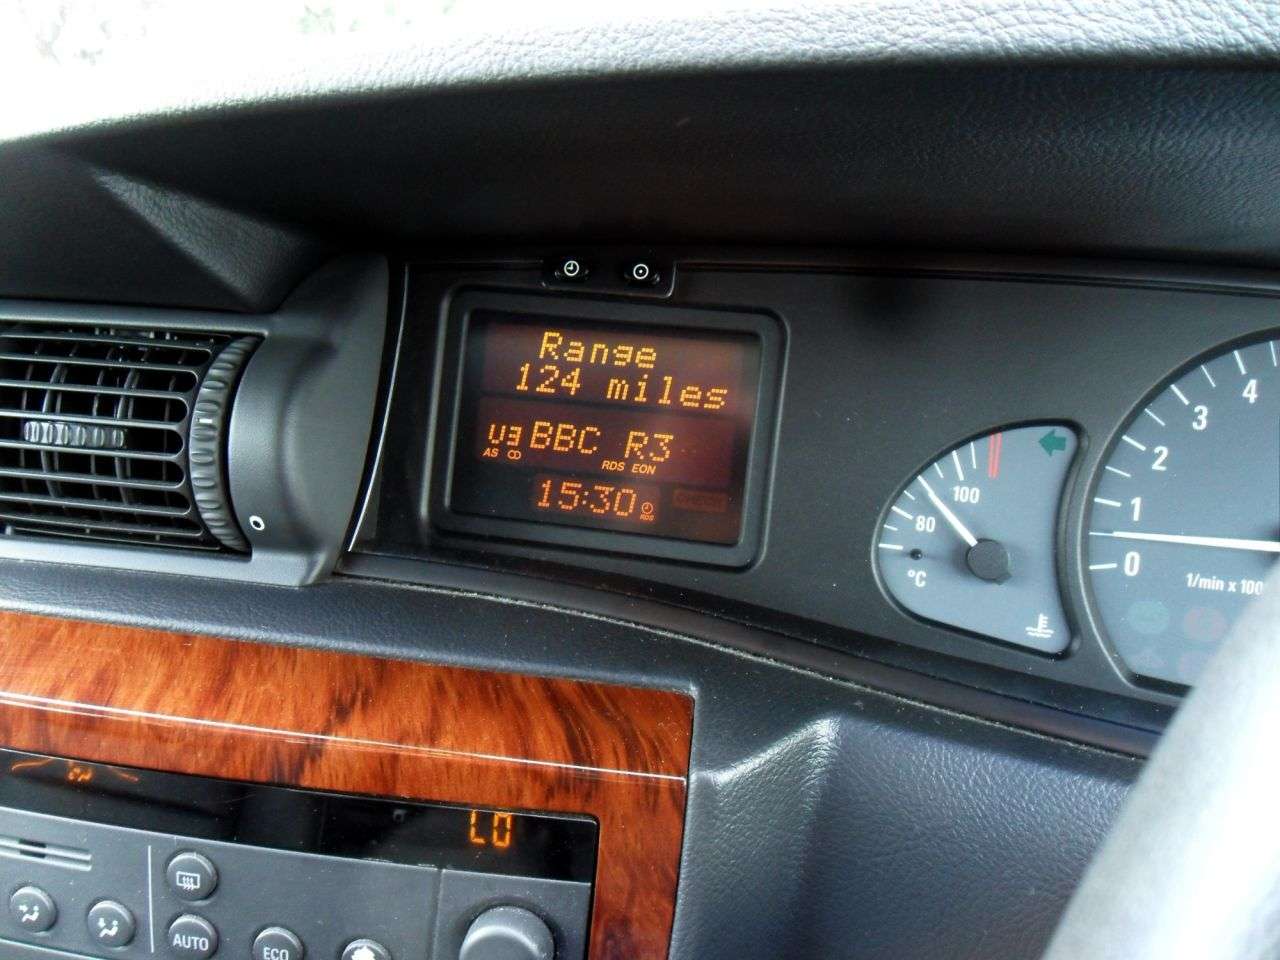 Range
124 miles
U3 BBC R3
AS CD RDS EON
15:30
RDS
100
80
°C
4
3
2
1
0
1/min x 100
LO
AUTO
ECO